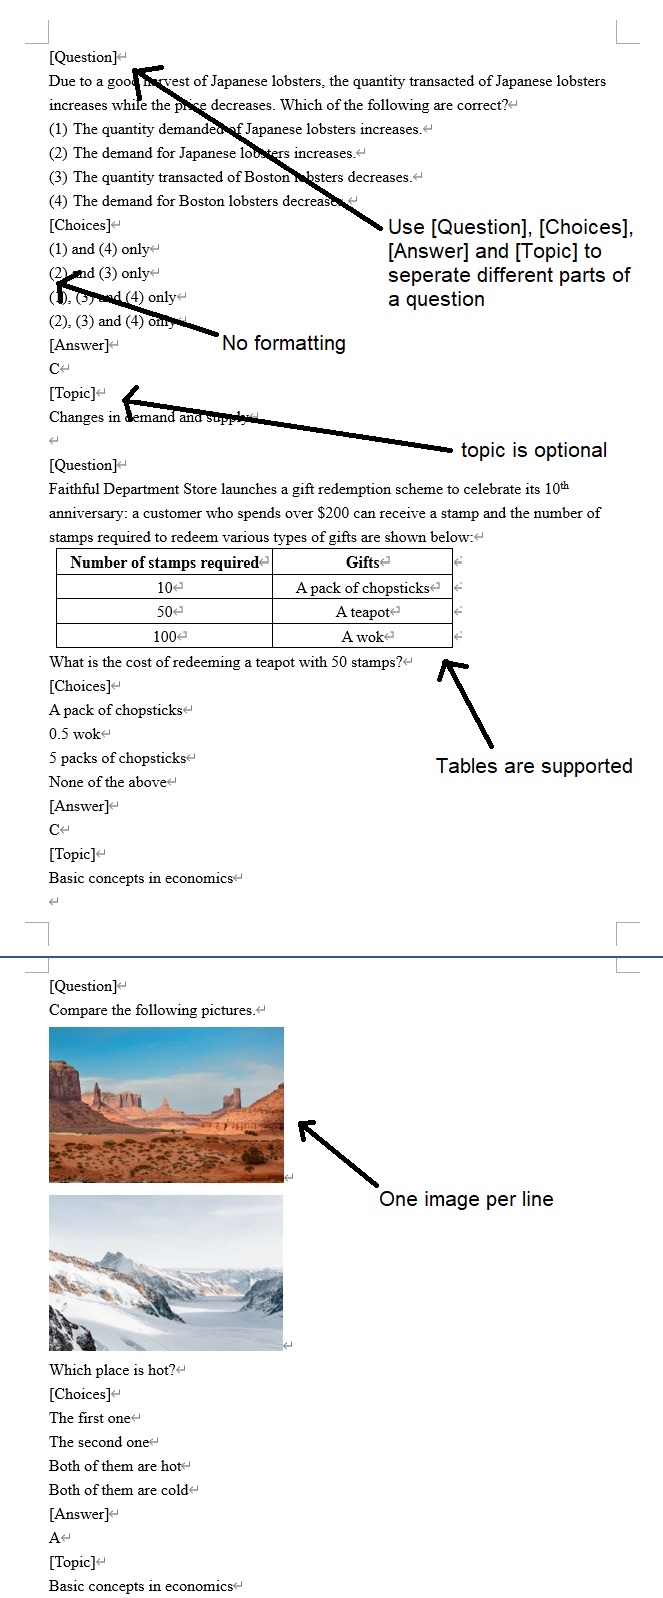 [Question]
Due to a good harvest of Japanese lobsters, the quantity transacted of Japanese lobsters
increases while the price decreases. Which of the following are correct?
(1) The quantity demanded of Japanese lobsters increases.
(2) The demand for Japanese lobsters increases.
(3) The quantity transacted of Boston lobsters decreases.
(4) The demand for Boston lobsters decreases.
[Choices]
Use [Question], [Choices],
[Answer] and [Topic] to
seperate different parts of
a question
(1) and (4) only
(2) and (3) only
(1), (3) and (4) only
(2), (3) and (4) only
No formatting
[Answer]
C
[Topic]
Changes in demand and supply
topic is optional
[Question]
Faithful Department Store launches a gift redemption scheme to celebrate its 10th
anniversary: a customer who spends over $200 can receive a stamp and the number of
stamps required to redeem various types of gifts are shown below:
Number of stamps required Gifts
10 A pack of chopsticks
50 A teapot
100 A wok
What is the cost of redeeming a teapot with 50 stamps?
[Choices]
A pack of chopsticks
0.5 wok
5 packs of chopsticks
None of the above
Tables are supported
[Answer]
C
[Topic]
Basic concepts in economics
[Question]
Compare the following pictures.
One image per line
Which place is hot?
[Choices]
The first one
The second one
Both of them are hot
Both of them are cold
[Answer]
A
[Topic]
Basic concepts in economics